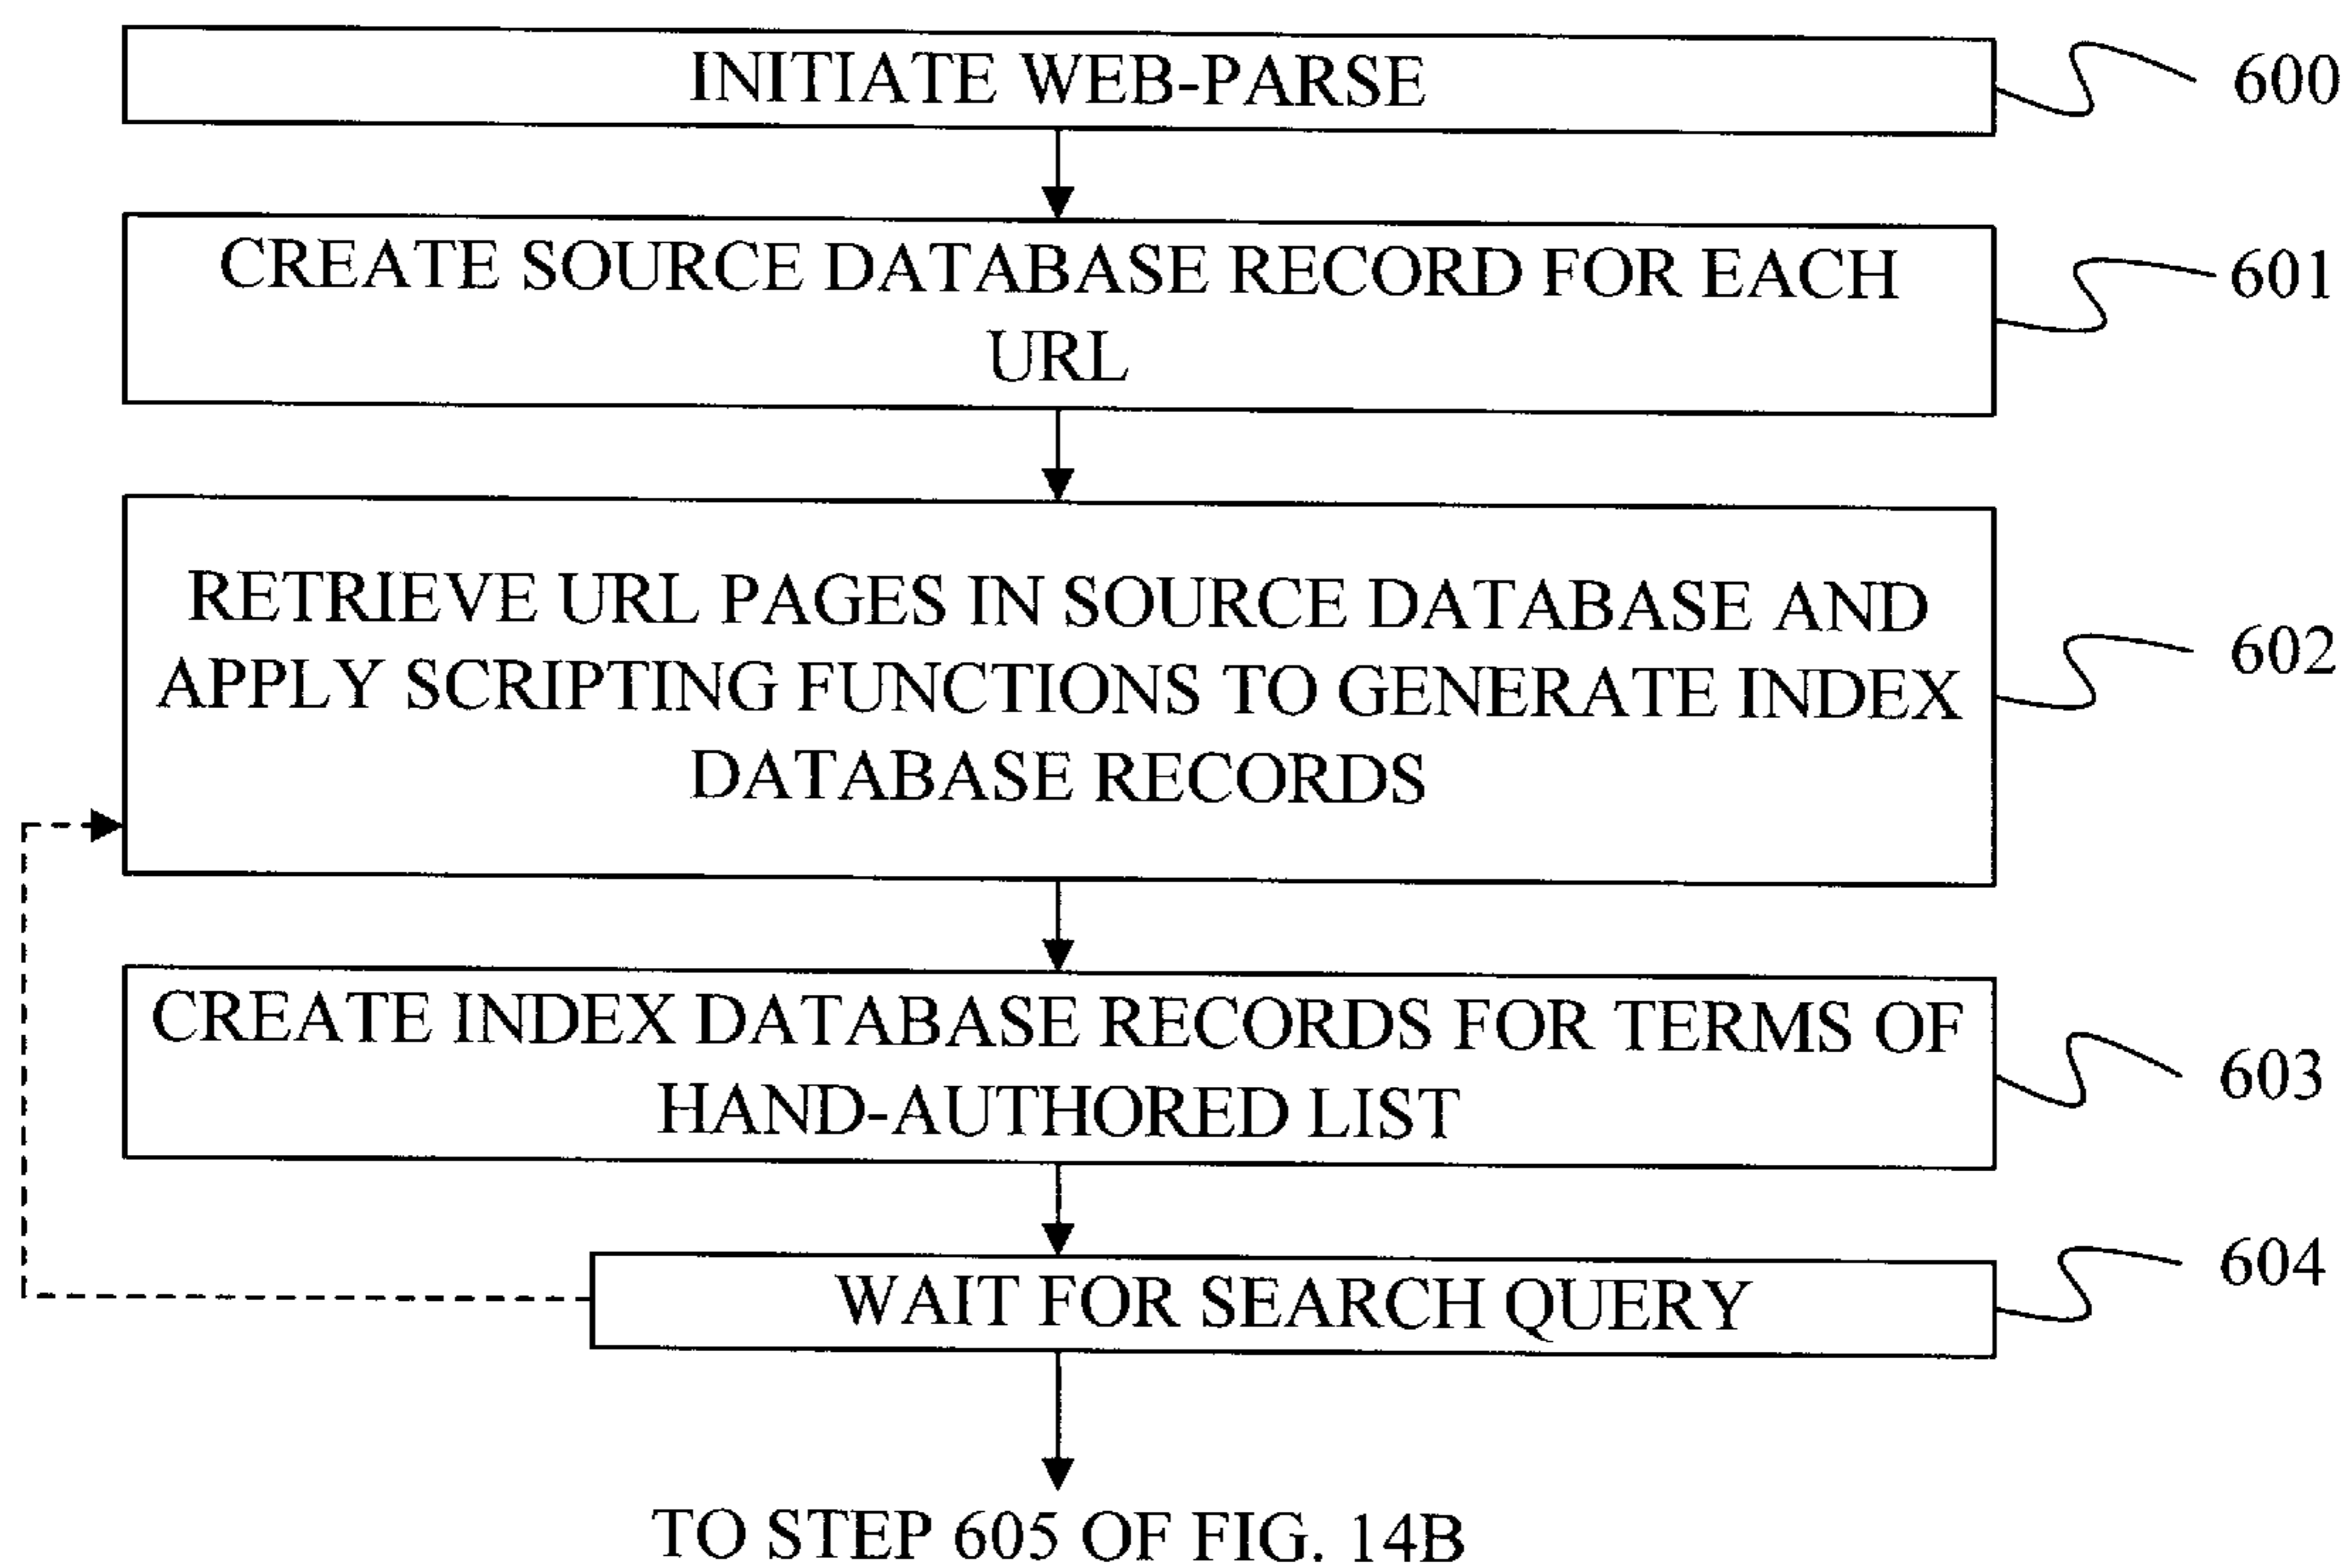 INITIATE WEB-PARSE
600
CREATE SOURCE DATABASE RECORD FOR EACH
URL
601
RETRIEVE URL PAGES IN SOURCE DATABASE AND
APPLY SCRIPTING FUNCTIONS TO GENERATE INDEX
DATABASE RECORDS
602
CREATE INDEX DATABASE RECORDS FOR TERMS OF
HAND-AUTHORED LIST
603
WAIT FOR SEARCH QUERY
604
TO STEP 605 OF FIG. 14B